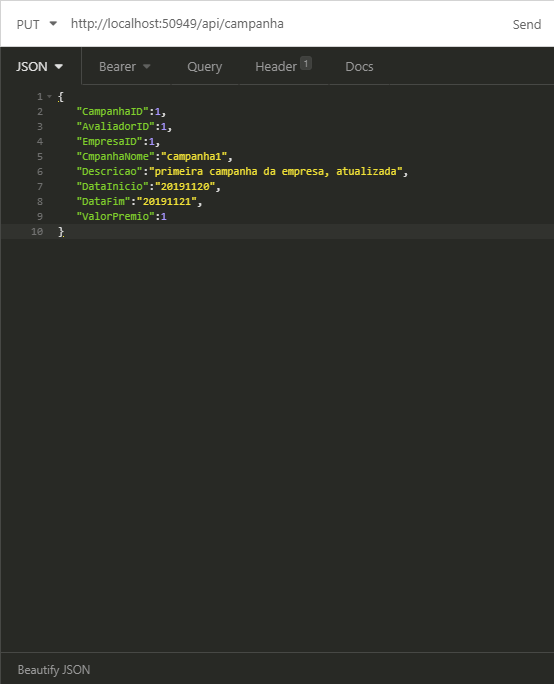 PUT http://localhost:50949/api/campanha Send
JSON Bearer Query Header 1 Docs
1 {
2 "CampanhaID":1,
3 "AvaliadorID":1,
4 "EmpresaID":1,
5 "CmpanhaNome":"campanha1",
6 "Descricao":"primeira campanha da empresa, atualizada",
7 "DataInicio":"20191120",
8 "DataFim":"20191121",
9 "ValorPremio":1
10 }
Beautify JSON